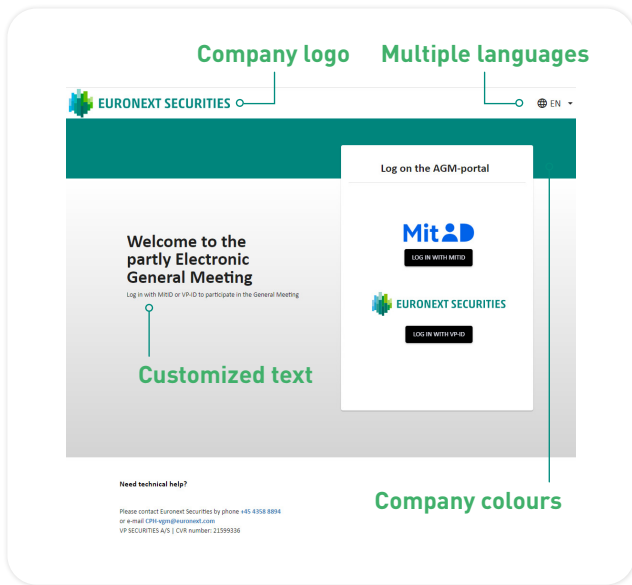 Company logo
Multiple languages
EURONEXT SECURITIES
EN
Log on the AGM-portal
Mit ID
LOG IN WITH MITID
Welcome to the
partly Electronic
General Meeting
Log in with MitID or VP-ID to participate in the General Meeting
EURONEXT SECURITIES
LOG IN WITH VP-ID
Customized text
Need technical help?
Company colours
Please contact Euronext Securities by phone +45 4358 8894
or e-mail CPH-vgm@euronext.com
VP SECURITIES A/S | CVR number: 21599336